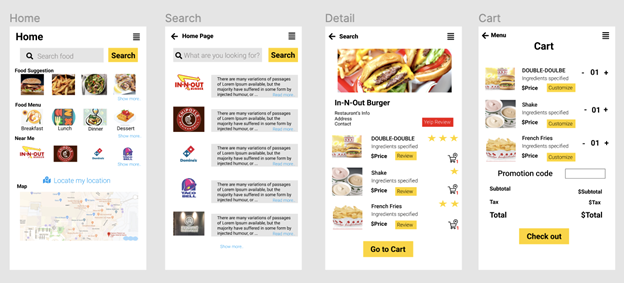 Home
Home
Search food
Search
Food Suggestion
Show more
Food Menu
Breakfast
Lunch
Dinner
Dessert
Show more
Near Me
IN-N-OUT
CHIPOTLE
Domino's
TACO BELL
Show more
Locate my location
Map
Search
Home Page
What are you looking for?
Search
IN-N-OUT
There are many variations of passages
of Lorem Ipsum available, but the
majority have suffered in some form by
injected humour, or ... Read more..
CHIPOTLE
There are many variations of passages
of Lorem Ipsum available, but the
majority have suffered in some form by
injected humour, or ... Read more..
Domino's
There are many variations of passages
of Lorem Ipsum available, but the
majority have suffered in some form by
injected humour, or ... Read more..
TACO
BELL
There are many variations of passages
of Lorem Ipsum available, but the
majority have suffered in some form by
injected humour, or ... Read more..
There are many variations of passages
of Lorem Ipsum available, but the
majority have suffered in some form by
injected humour, or ... Read more..
Show more
Detail
Search
In-N-Out Burger
Restaurant's Info
Address
Contact
Yelp Review
DOUBLE-DOUBLE
Ingredients specified
$Price
Review
Shake
Ingredients specified
$Price
Review
French Fries
Ingredients specified
$Price
Review
Go to Cart
Cart
Menu
Cart
DOUBLE-DOULBE
Ingredients specified
$Price
Customize
- 01 +
Shake
Ingredients specified
$Price
Customize
- 01 +
French Fries
Ingredients specified
$Price
Customize
- 01 +
Promotion code
Subtotal
$Subtotal
Tax
$Tax
Total
$Total
Check out